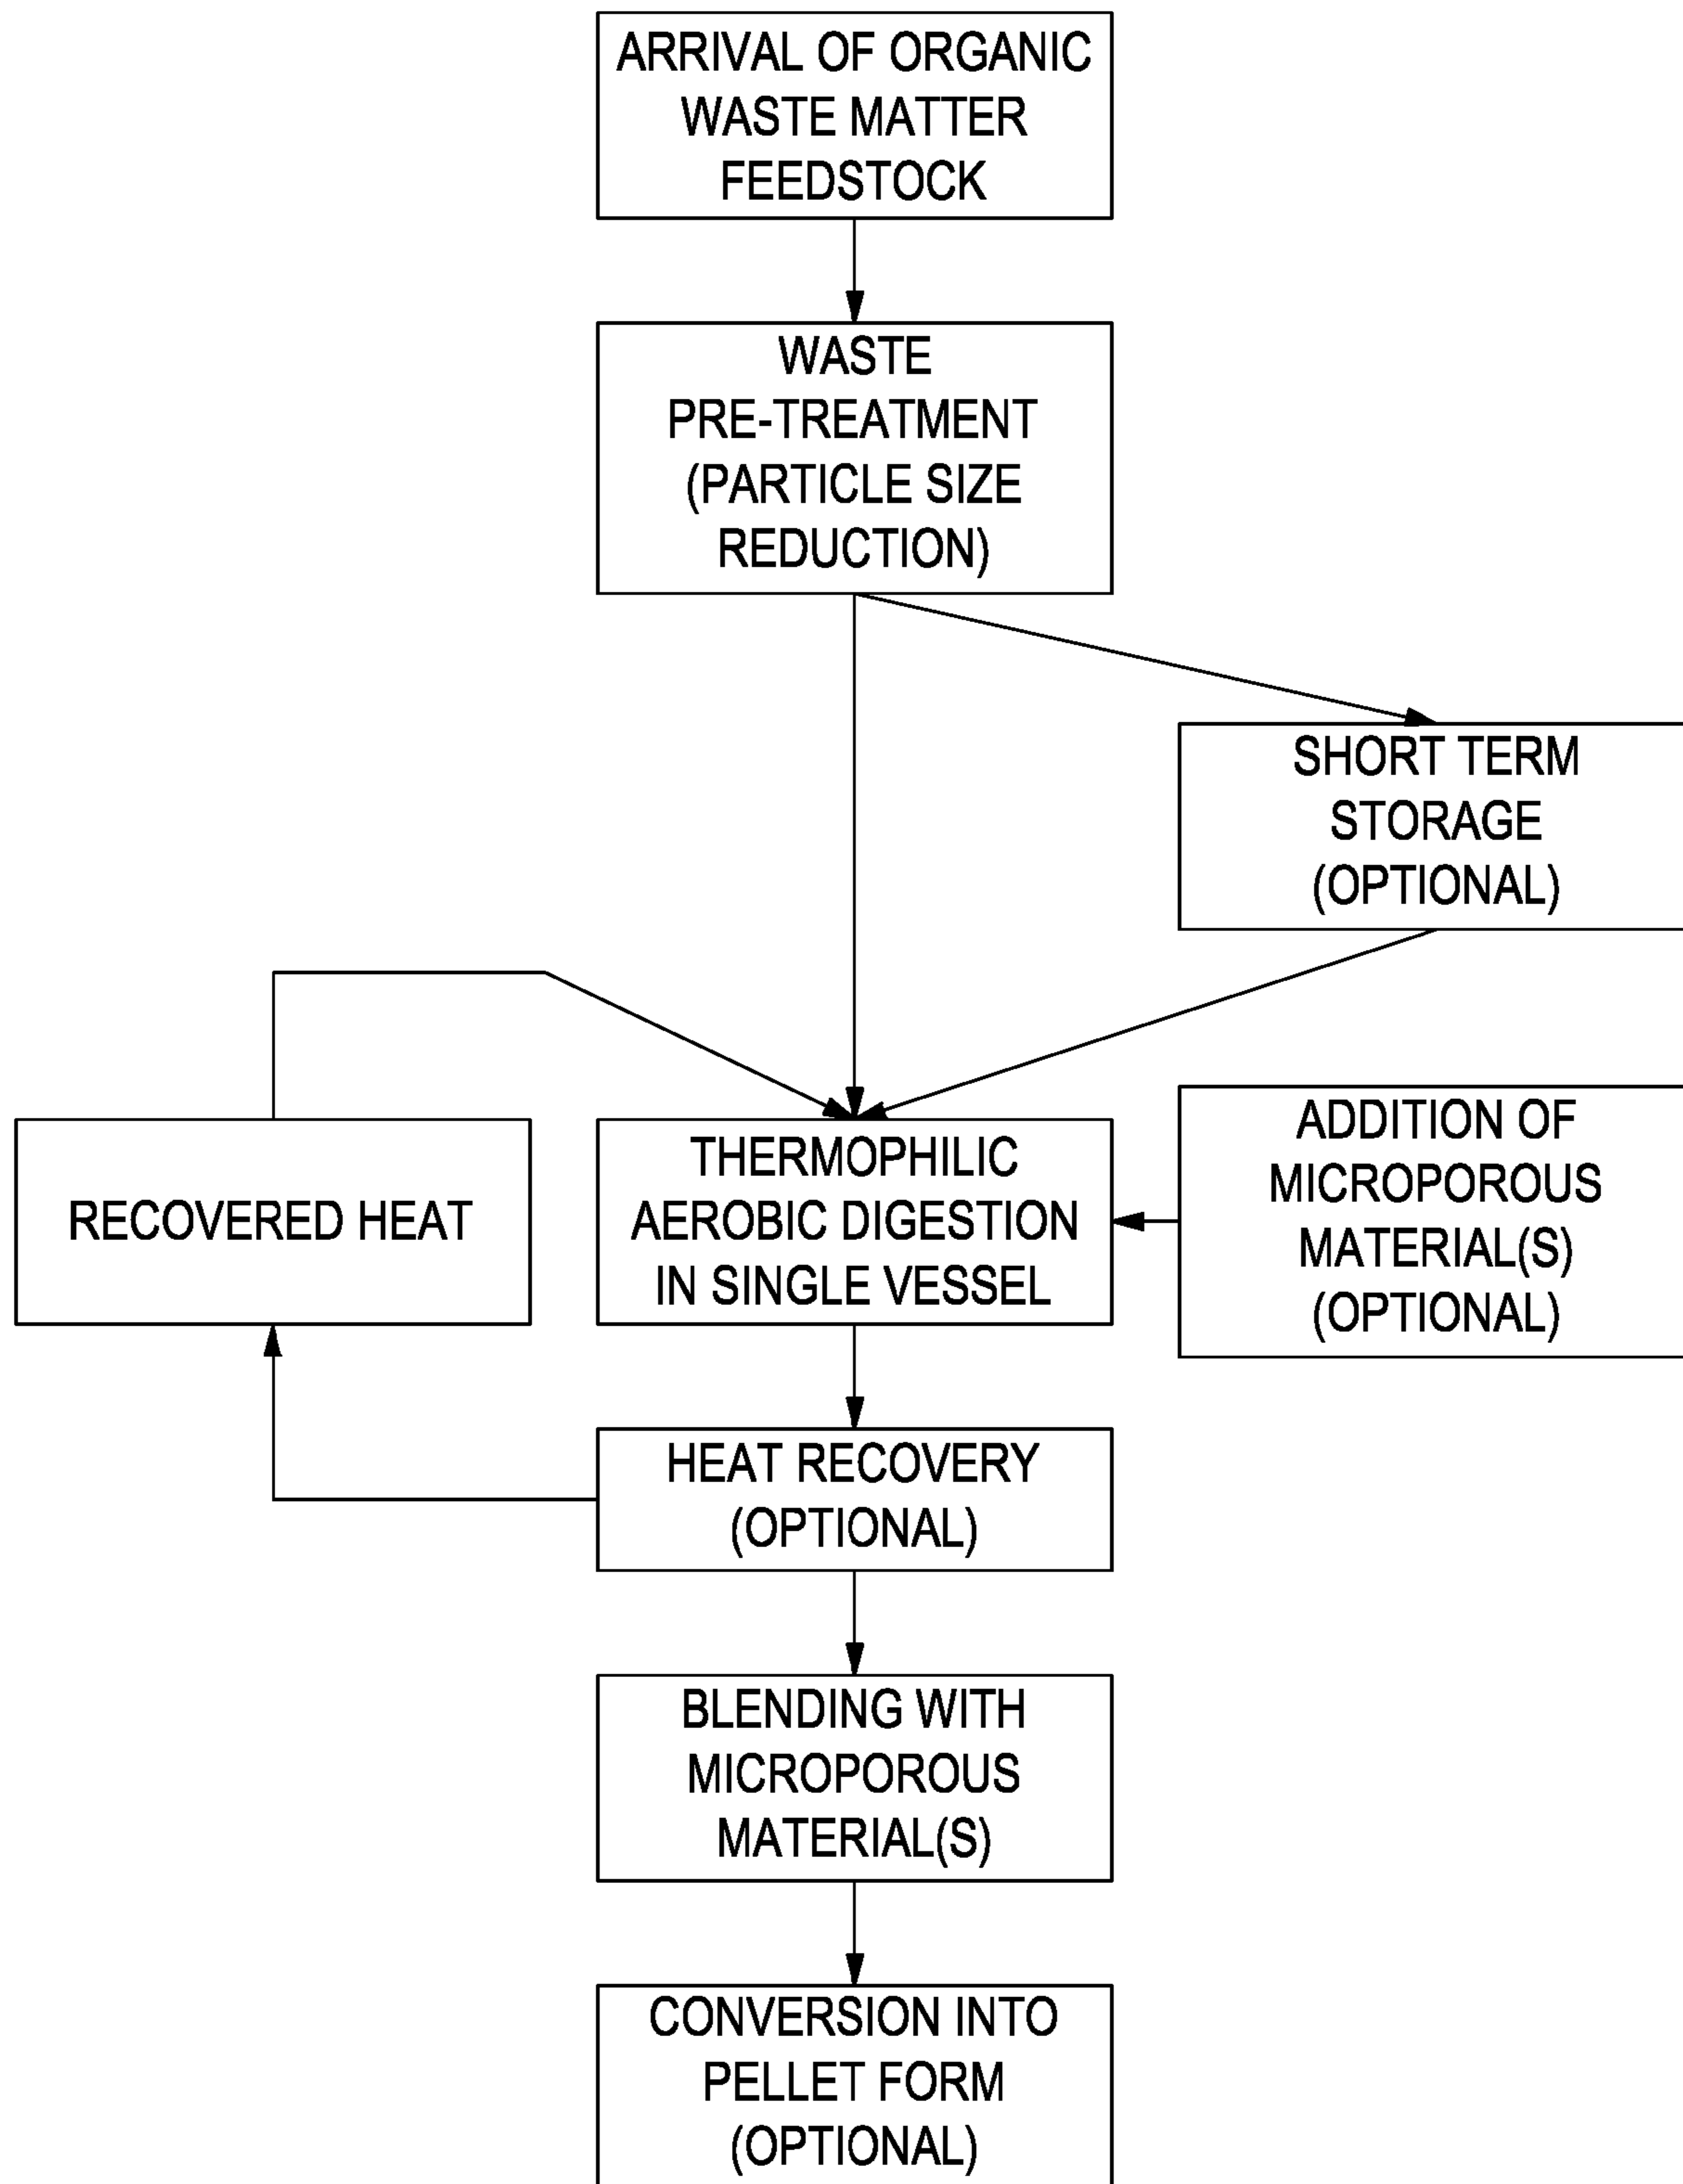 ARRIVAL OF ORGANIC
WASTE MATTER
FEEDSTOCK
WASTE
PRE-TREATMENT
(PARTICLE SIZE
REDUCTION)
SHORT TERM
STORAGE
(OPTIONAL)
RECOVERED HEAT
THERMOPHILIC
AEROBIC DIGESTION
IN SINGLE VESSEL
ADDITION OF
MICROPOROUS
MATERIAL(S)
(OPTIONAL)
HEAT RECOVERY
(OPTIONAL)
BLENDING WITH
MICROPOROUS
MATERIAL(S)
CONVERSION INTO
PELLET FORM
(OPTIONAL)